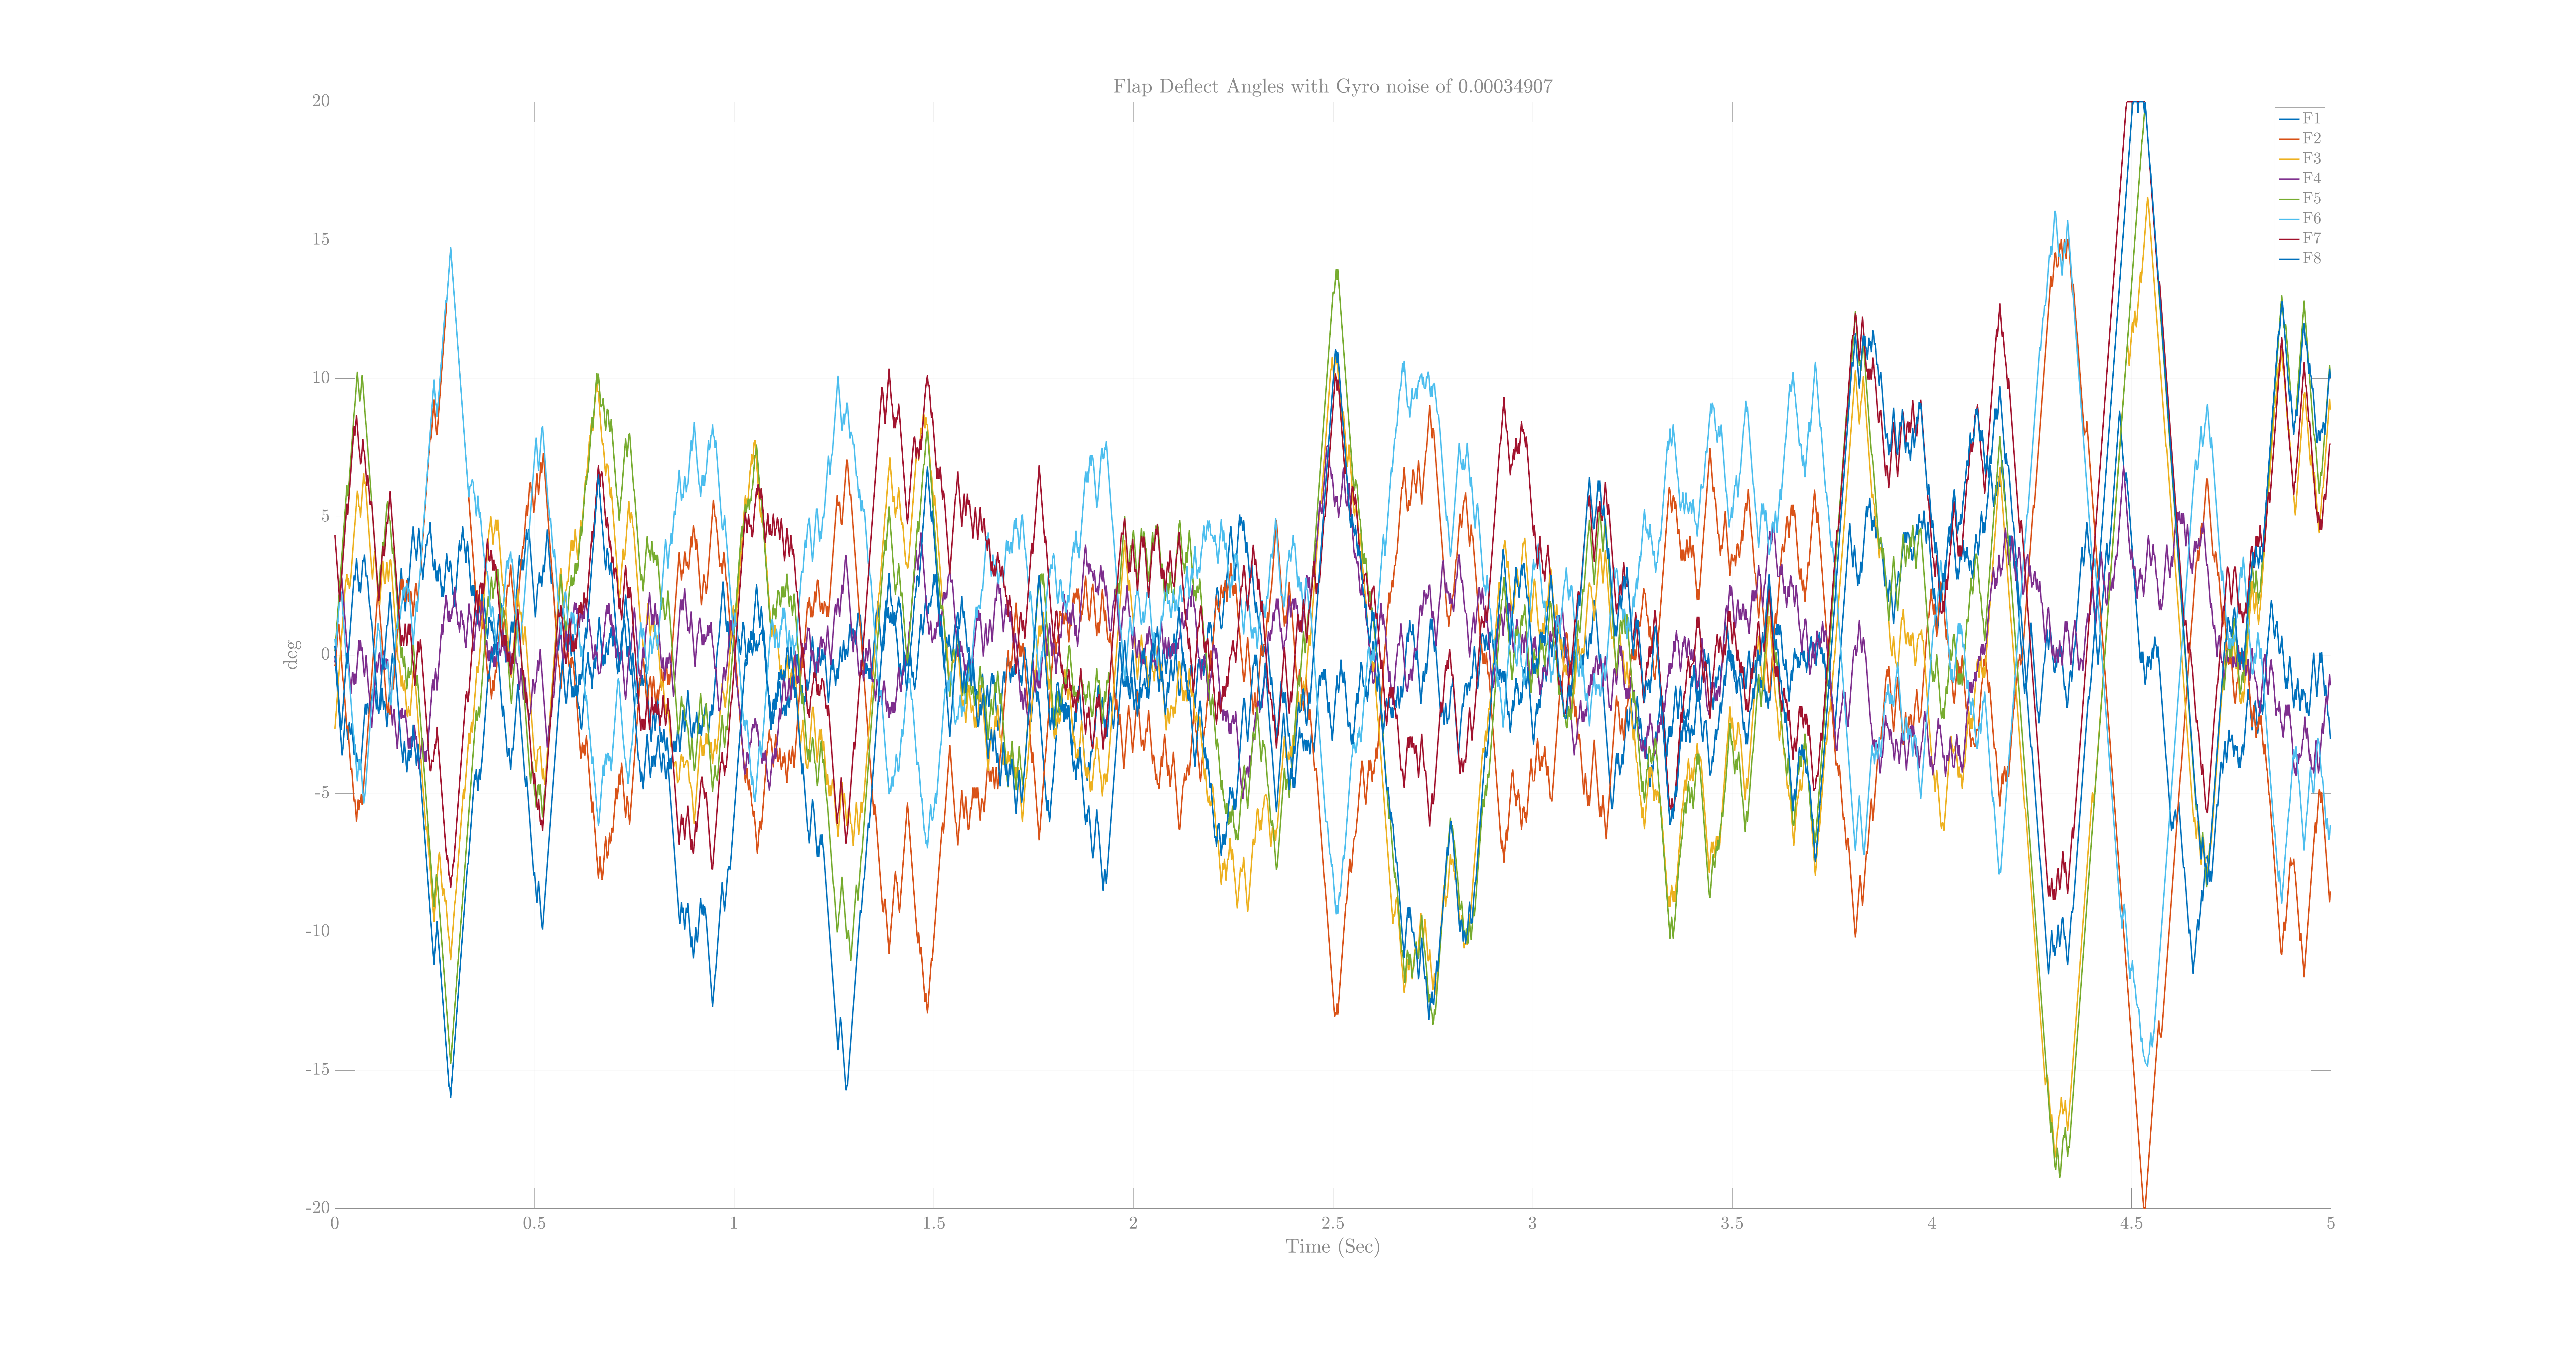 Flap Deflect Angles with Gyro noise of 0.00034907
20
15
10
5
0
-5
-10
-15
-20
deg
0 0.5 1 1.5 2 2.5 3 3.5 4 4.5 5
Time (Sec)
F1
F2
F3
F4
F5
F6
F7
F8